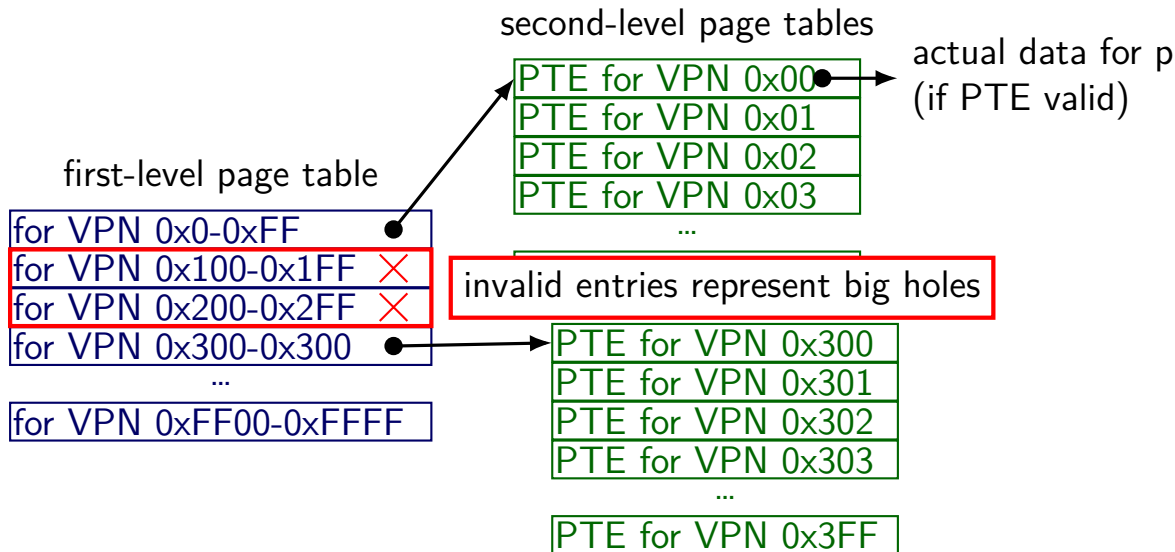 second-level page tables
actual data for p
(if PTE valid)
PTE for VPN 0x00
PTE for VPN 0x01
PTE for VPN 0x02
PTE for VPN 0x03
...
first-level page table
for VPN 0x0-0xFF
for VPN 0x100-0x1FF
for VPN 0x200-0x2FF
for VPN 0x300-0x300
...
for VPN 0xFF00-0xFFFF
invalid entries represent big holes
PTE for VPN 0x300
PTE for VPN 0x301
PTE for VPN 0x302
PTE for VPN 0x303
...
PTE for VPN 0x3FF